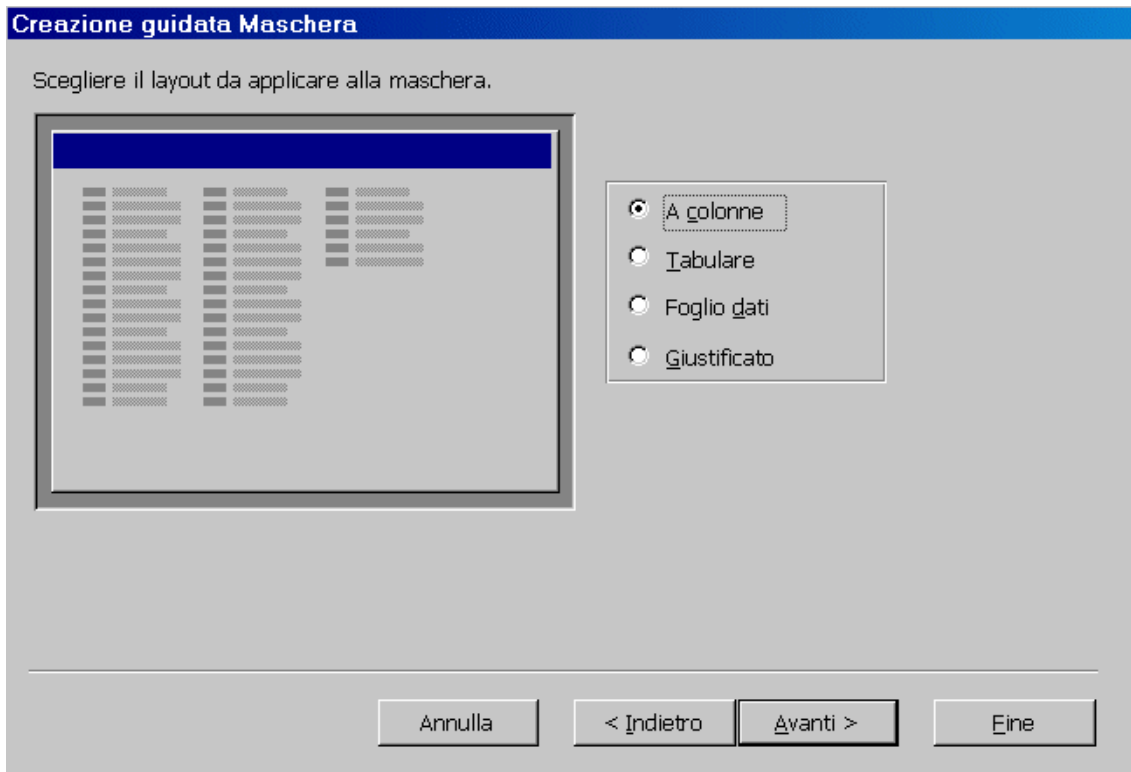 Creazione guidata Maschera
Scegliere il layout da applicare alla maschera.
A colonne
Tabulare
Foglio dati
Giustificato
Annulla
< Indietro
Avanti >
Fine